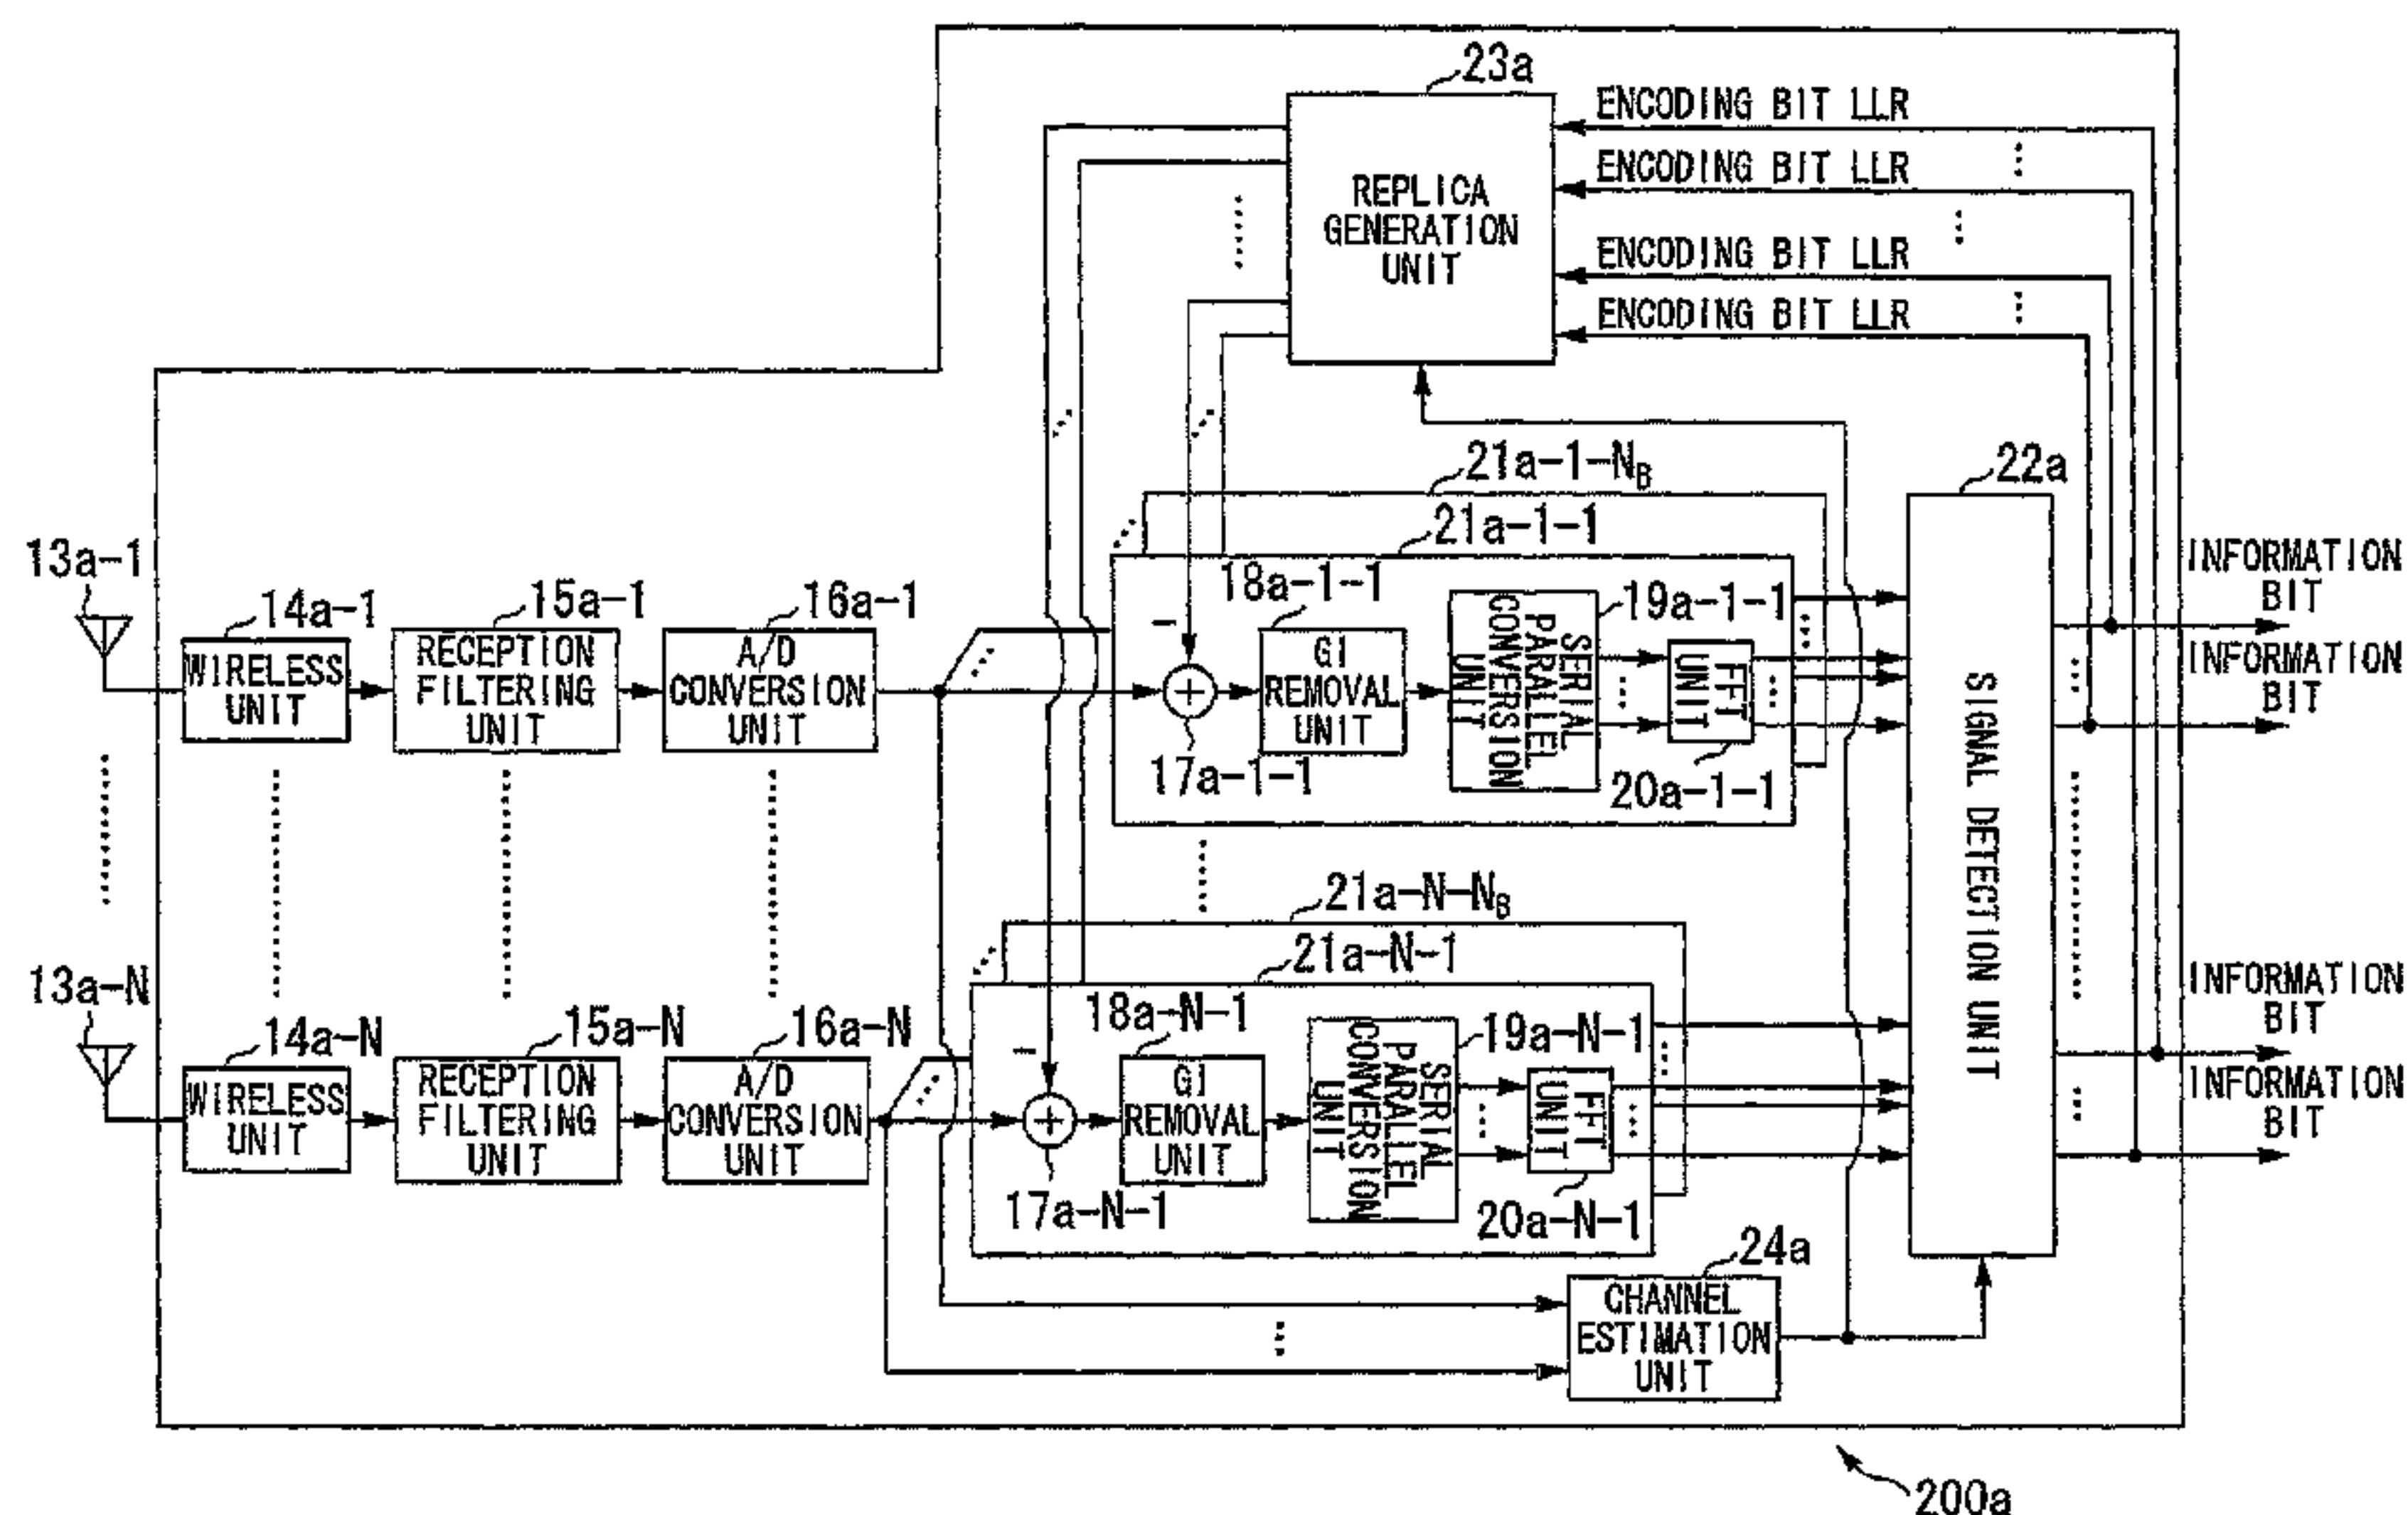 23a
ENCODING BIT LLR
ENCODING BIT LLR
ENCODING BIT LLR
ENCODING BIT LLR
REPLICA
GENERATION
UNIT
21a-1-N_B
21a-1-1
22a
13a-1
14a-1
15a-1
16a-1
18a-1-1
19a-1-1
WIRELESS
UNIT
RECEPTION
FILTERING
UNIT
A/D
CONVERSION
UNIT
−
+
GI
REMOVAL
UNIT
SERIAL
PARALLEL
CONVERSION
UNIT
FFT
UNIT
17a-1-1
20a-1-1
SIGNAL DETECTION UNIT
INFORMATION
BIT
INFORMATION
BIT
21a-N-N_B
21a-N-1
13a-N
14a-N
15a-N
16a-N
18a-N-1
19a-N-1
WIRELESS
UNIT
RECEPTION
FILTERING
UNIT
A/D
CONVERSION
UNIT
−
+
GI
REMOVAL
UNIT
SERIAL
PARALLEL
CONVERSION
UNIT
FFT
UNIT
17a-N-1
20a-N-1
INFORMATION
BIT
INFORMATION
BIT
24a
CHANNEL
ESTIMATION
UNIT
200a